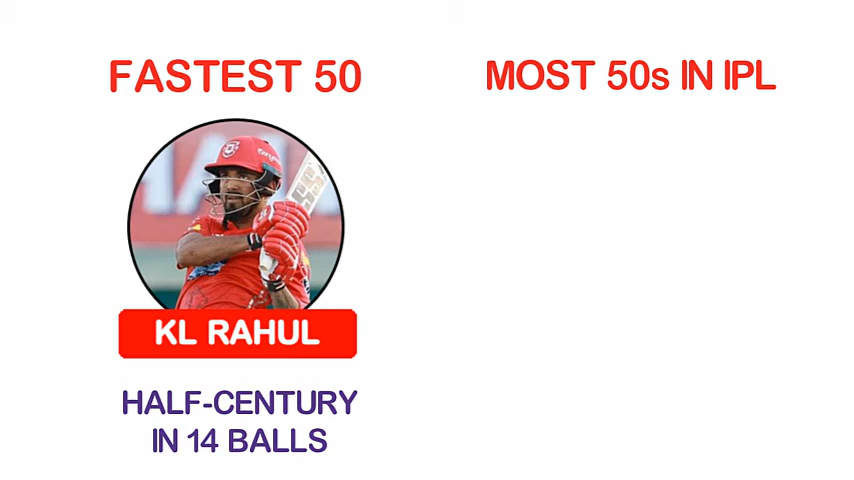 FASTEST 50
MOST 50s IN IPL
KL RAHUL
HALF-CENTURY
IN 14 BALLS